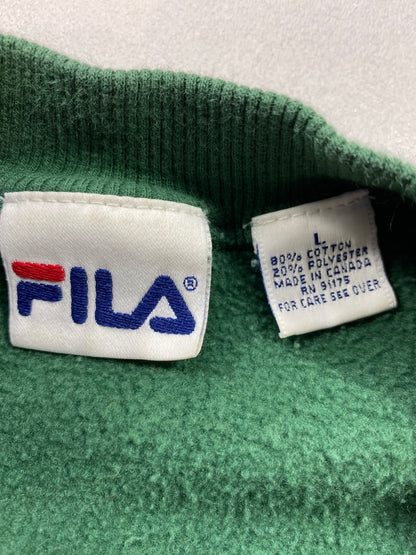 FILA®
L
80% COTTON
20% POLYESTER
MADE IN CANADA
RN 91175
FOR CARE SEE OVER